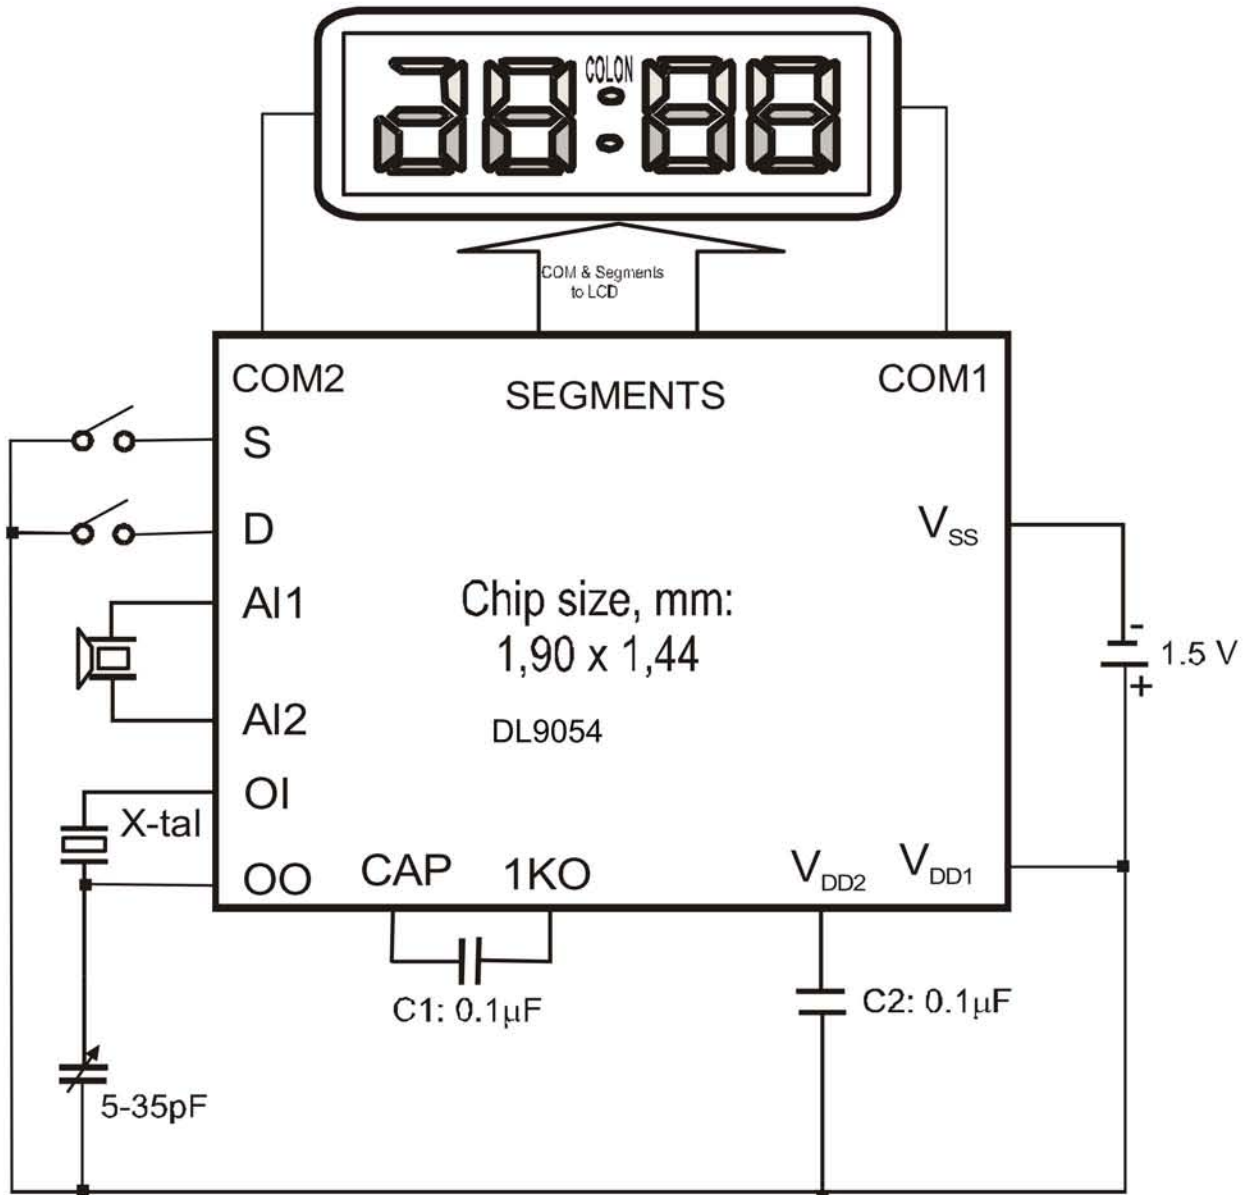 COLON
COM & Segments
to LCD
COM2
SEGMENTS
COM1
S
D
VSS
AI1
Chip size, mm:
1,90 x 1,44
-
1.5 V
+
AI2
DL9054
OI
X-tal
OO
CAP
1KO
VDD2
VDD1
C1: 0.1μF
C2: 0.1μF
5-35pF